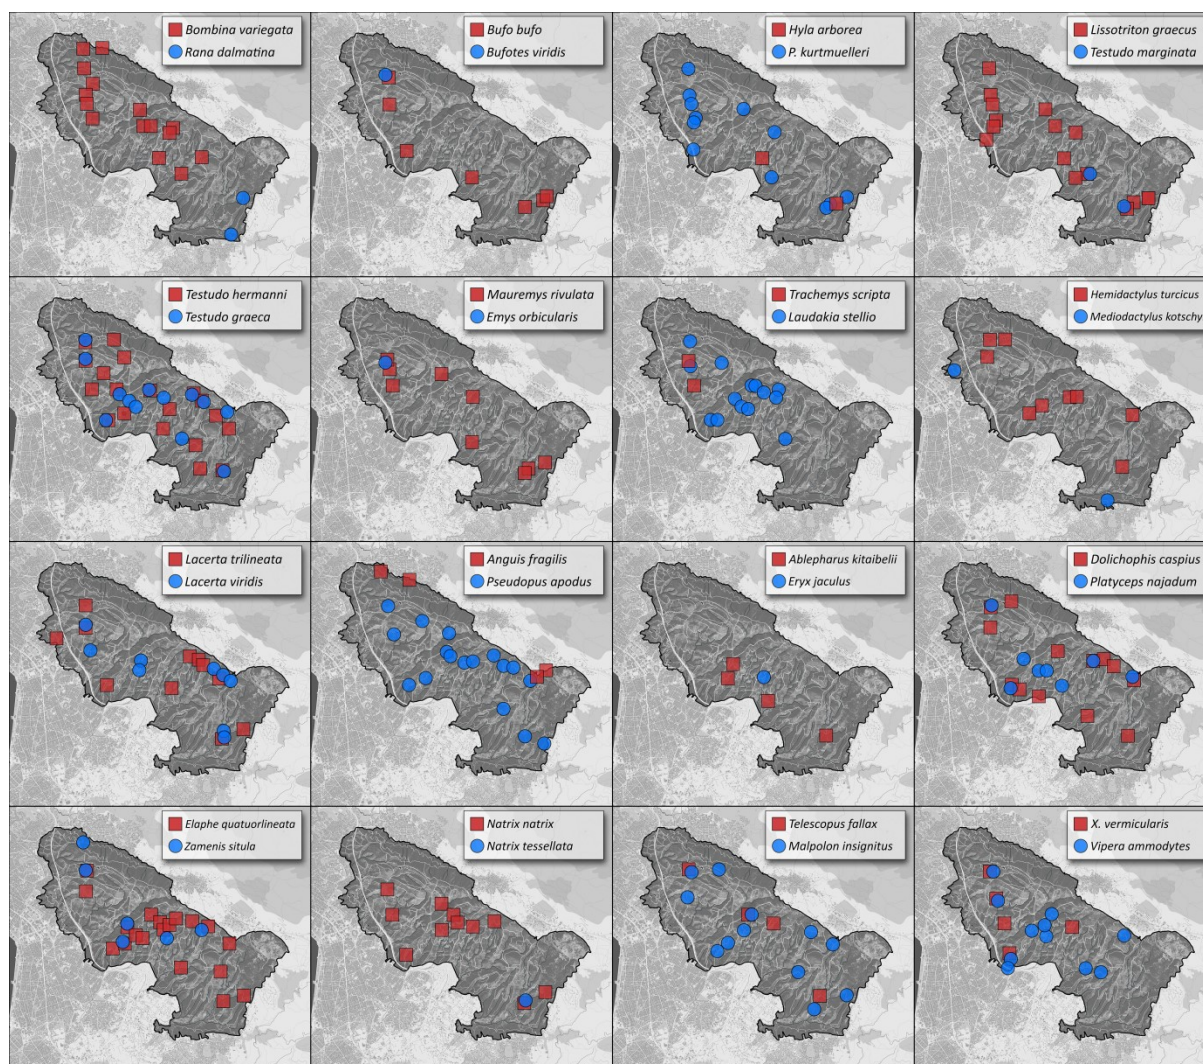 Bombina variegata
Rana dalmatina
Bufo bufo
Bufotes viridis
Hyla arborea
P. kurtmuelleri
Lissotriton graecus
Testudo marginata
Testudo hermanni
Testudo graeca
Mauremys rivulata
Emys orbicularis
Trachemys scripta
Laudakia stellio
Hemidactylus turcicus
Mediodactylus kotschy
Lacerta trilineata
Lacerta viridis
Anguis fragilis
Pseudopus apodus
Ablepharus kitaibelii
Eryx jaculus
Dolichophis caspius
Platyceps najadum
Elaphe quatuorlineata
Zamenis situla
Natrix natrix
Natrix tessellata
Telescopus fallax
Malpolon insignitus
X. vermicularis
Vipera ammodytes